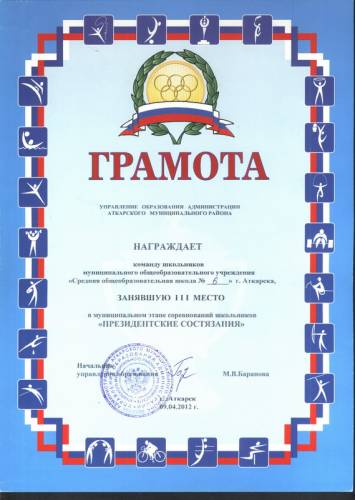 ГРАМОТА
УПРАВЛЕНИЕ ОБРАЗОВАНИЯ АДМИНИСТРАЦИИ
АТКАРСКОГО МУНИЦИПАЛЬНОГО РАЙОНА
НАГРАЖДАЕТ
команду школьников
муниципального общеобразовательного учреждения
«Средняя общеобразовательная школа № » г. Аткарска,
ЗАНЯВШУЮ III МЕСТО
в муниципальном этапе соревнований школьников
«ПРЕЗИДЕНТСКИЕ СОСТЯЗАНИЯ»
Начальник
управления образования М.В.Баранова
г. Аткарск
09.04.2012 г.